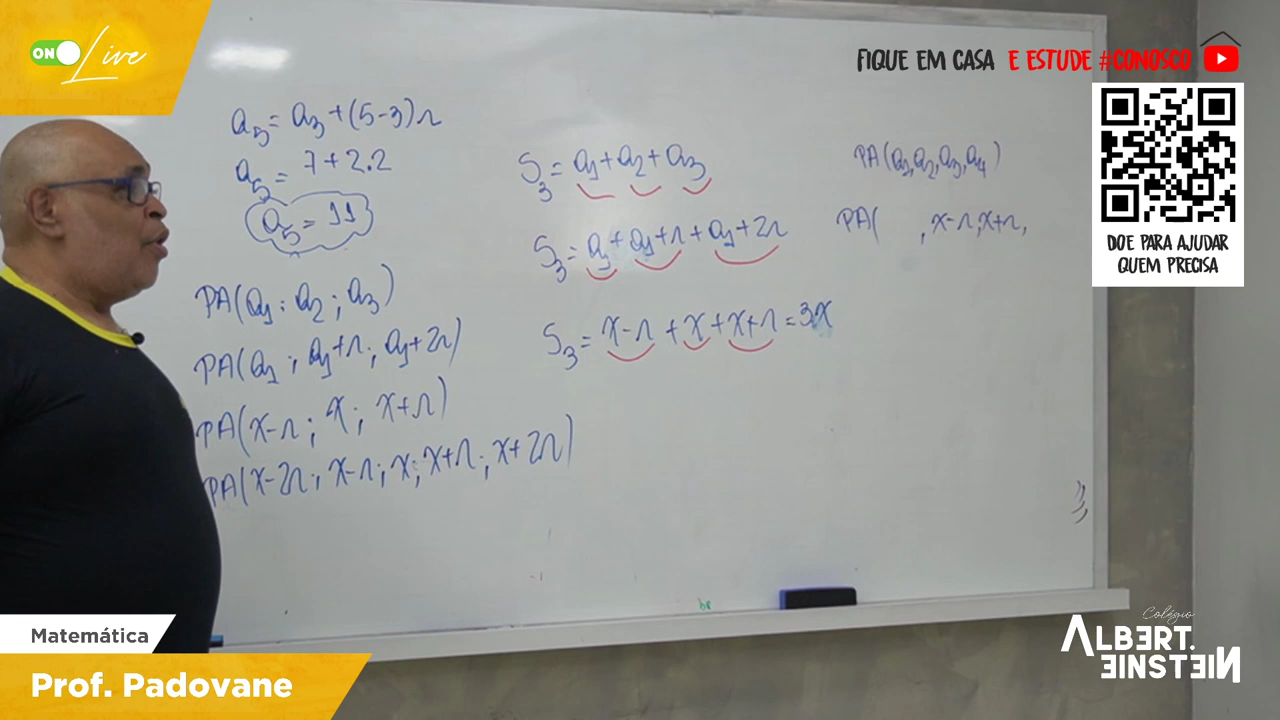 ON Live
FIQUE EM CASA E ESTUDE #CONOSCO
DOE PARA AJUDAR
QUEM PRECISA
a₅ = a₃ + (5-3)r
a₅ = 7 + 2.2
a₅ = 11
PA(a₁; a₂; a₃)
PA(a₁; a₁+r; a₁+2r)
PA(x-r; x; x+r)
PA(x-2r; x-r; x; x+r; x+2r)
S₃ = a₁ + a₂ + a₃
S₃ = a₁ + a₁+r + a₁+2r
S₃ = x-r + x + x+r = 3x
PA(a₁, a₂, a₃, a₄)
PA( , x-r, x+r,
Matemática
Prof. Padovane
Colégio
ALBERT.
EINSTEIN